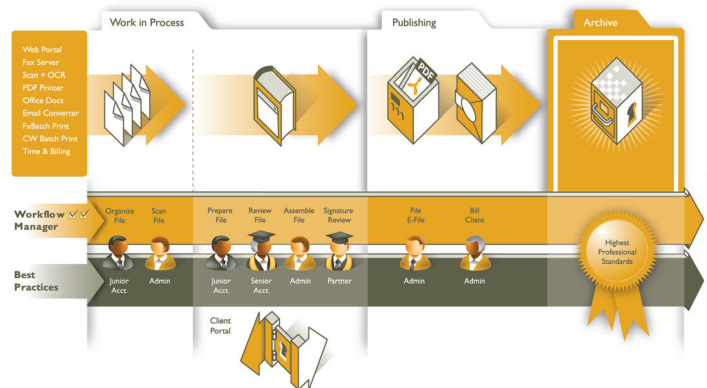 Work in Process
Publishing
Archive
Web Portal
Fax Server
Scan + OCR
PDF Printer
Office Docs
Email Converter
FxBatch Print
CW Batch Print
Time & Billing
PDF
Workflow
Manager
Organize
File
Scan
File
Prepare
File
Review
File
Assemble
File
Signature
Review
File
E-File
Bill
Client
Best
Practices
Junior
Acct.
Admin
Junior
Acct.
Senior
Acct.
Admin
Partner
Admin
Admin
Highest
Professional
Standards
Client
Portal